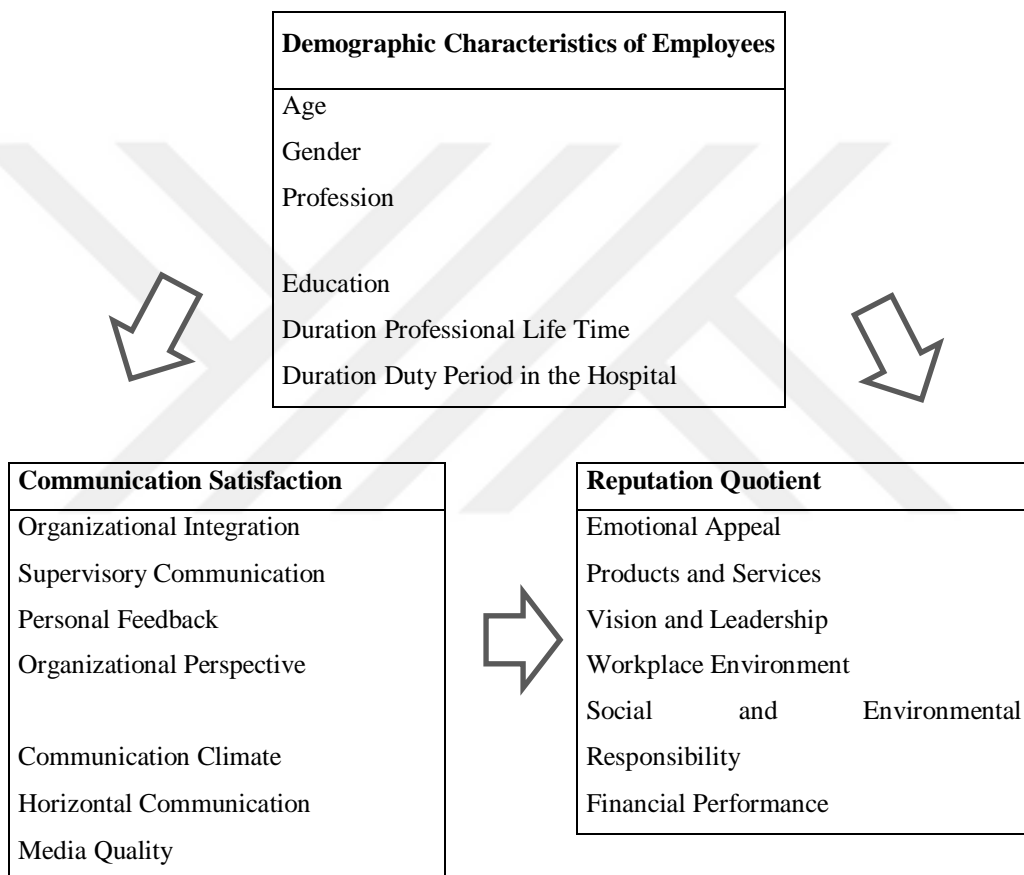 Demographic Characteristics of Employees
Age
Gender
Profession
Education
Duration Professional Life Time
Duration Duty Period in the Hospital
Communication Satisfaction
Organizational Integration
Supervisory Communication
Personal Feedback
Organizational Perspective
Communication Climate
Horizontal Communication
Media Quality
Reputation Quotient
Emotional Appeal
Products and Services
Vision and Leadership
Workplace Environment
Social and Environmental
Responsibility
Financial Performance